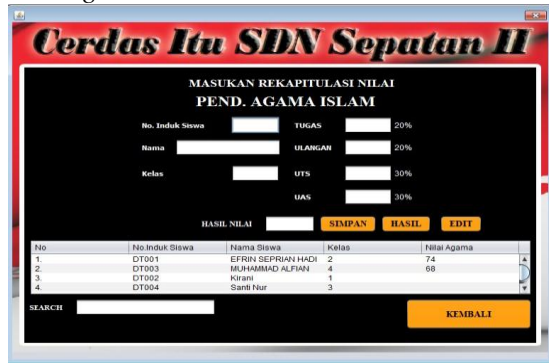 Cerdas Itu SDN Sepatan II
MASUKAN REKAPITULASI NILAI
PEND. AGAMA ISLAM
No. Induk Siswa TUGAS 20%
Nama ULANGAN 20%
Kelas UTS 30%
UAS 30%
HASIL NILAI SIMPAN HASIL EDIT
No No.Induk Siswa Nama Siswa Kelas Nilai Agama
1. DT001 EFRIN SEPRIAN HADI 2 74
2. DT003 MUHAMMAD ALFIAN 4 68
3. DT002 Kirani 1
4. DT004 Santi Nur 3
SEARCH KEMBALI